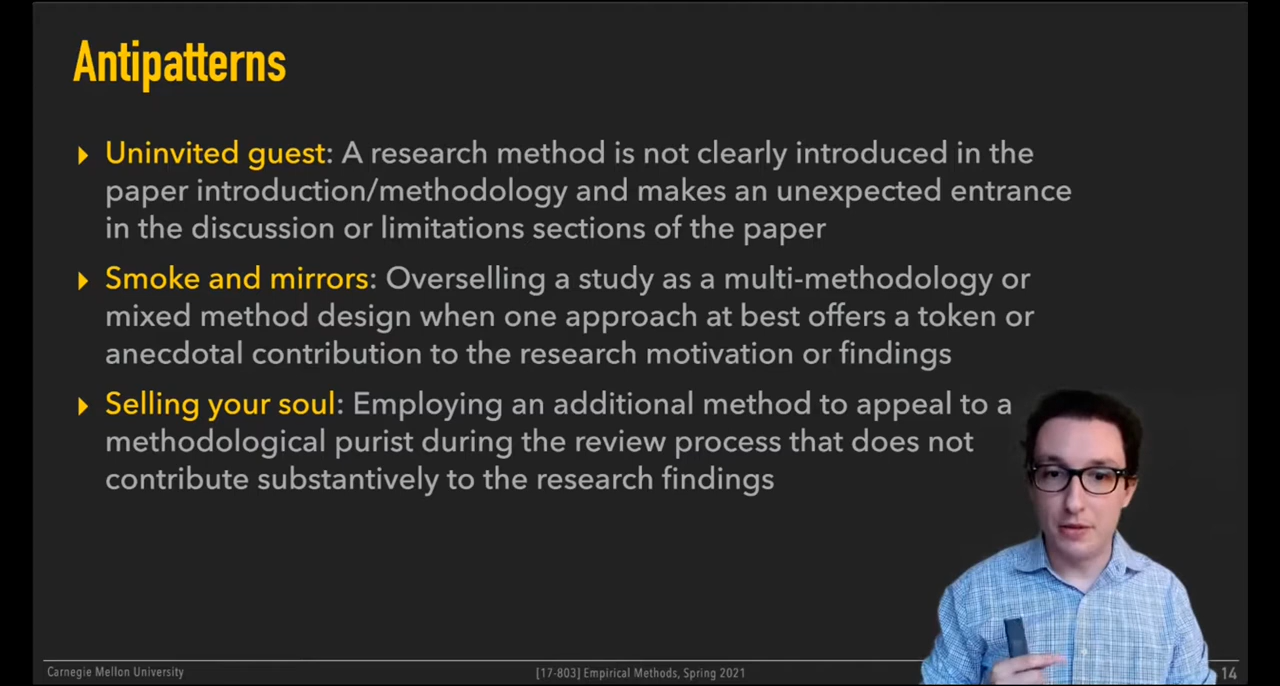 Antipatterns
Uninvited guest: A research method is not clearly introduced in the
paper introduction/methodology and makes an unexpected entrance
in the discussion or limitations sections of the paper
Smoke and mirrors: Overselling a study as a multi-methodology or
mixed method design when one approach at best offers a token or
anecdotal contribution to the research motivation or findings
Selling your soul: Employing an additional method to appeal to a
methodological purist during the review process that does not
contribute substantively to the research findings
Carnegie Mellon University
[17-803] Empirical Methods, Spring 2021
14